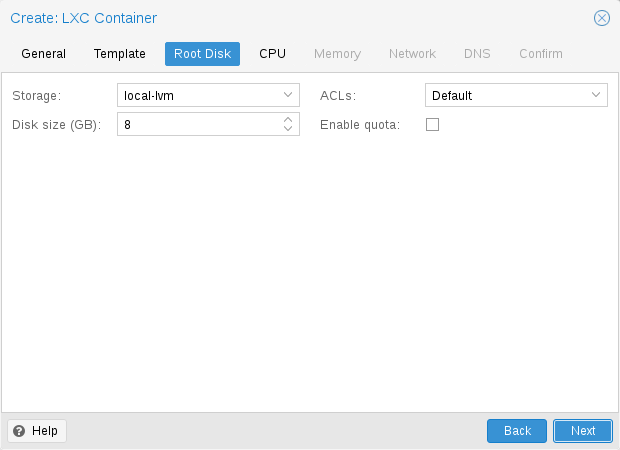 Create: LXC Container
General Template Root Disk CPU Memory Network DNS Confirm
Storage: local-lvm ACLs: Default
Disk size (GB): 8 Enable quota:
Help Back Next